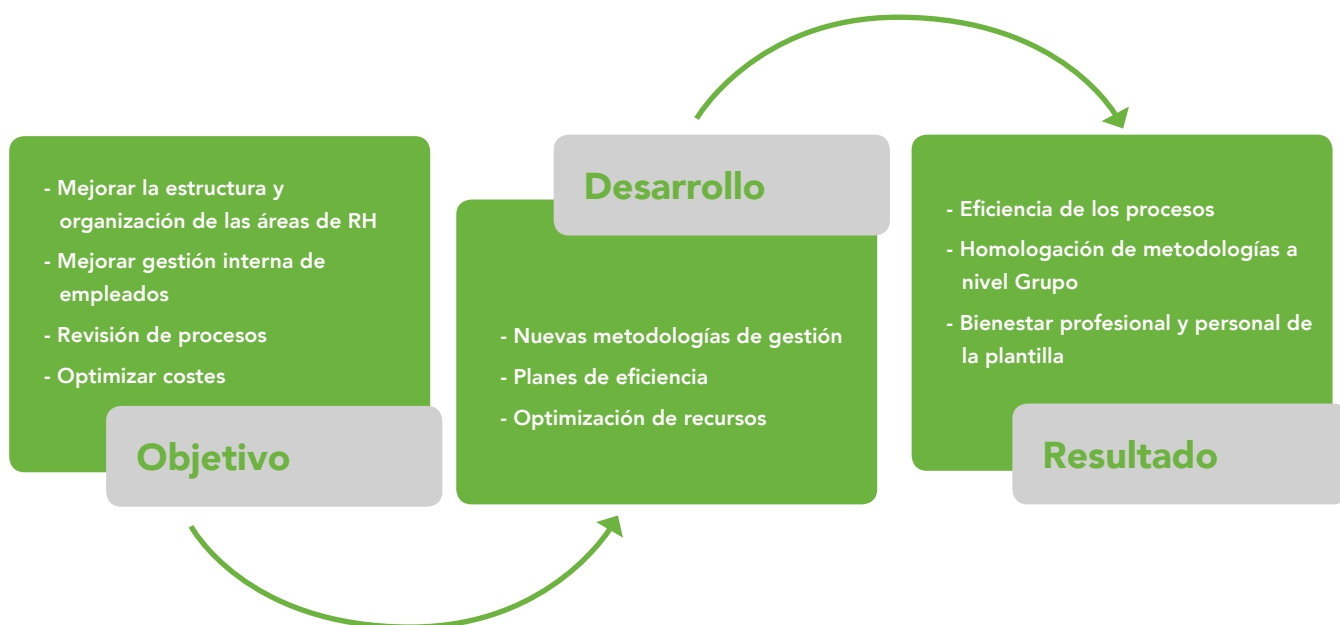 - Mejorar la estructura y
organización de las áreas de RH
- Mejorar gestión interna de
empleados
- Revisión de procesos
- Optimizar costes
Objetivo
Desarrollo
- Nuevas metodologías de gestión
- Planes de eficiencia
- Optimización de recursos
- Eficiencia de los procesos
- Homologación de metodologías a
nivel Grupo
- Bienestar profesional y personal de
la plantilla
Resultado